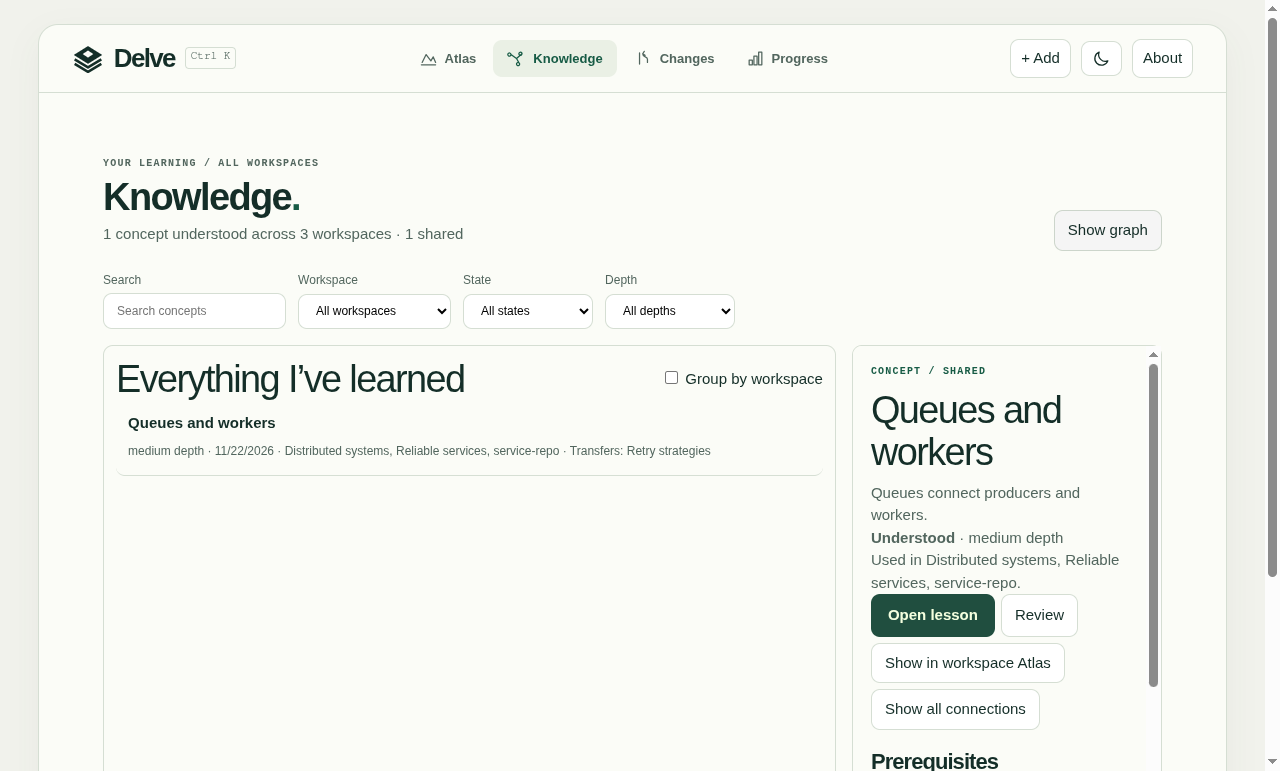 Delve Ctrl K Atlas Knowledge Changes Progress + Add About
YOUR LEARNING / ALL WORKSPACES
Knowledge.
1 concept understood across 3 workspaces · 1 shared
Show graph
Search Workspace State Depth
Search concepts All workspaces All states All depths
Everything I’ve learned
Group by workspace
Queues and workers
medium depth · 11/22/2026 · Distributed systems, Reliable services, service-repo · Transfers: Retry strategies
CONCEPT / SHARED
Queues and
workers
Queues connect producers and
workers.
Understood · medium depth
Used in Distributed systems, Reliable
services, service-repo.
Open lesson Review
Show in workspace Atlas
Show all connections
Prerequisites